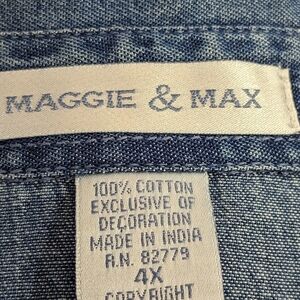 MAGGIE & MAX
100% COTTON
EXCLUSIVE OF
DECORATION
MADE IN INDIA
R.N. 82779
4X
COPYRIGHT